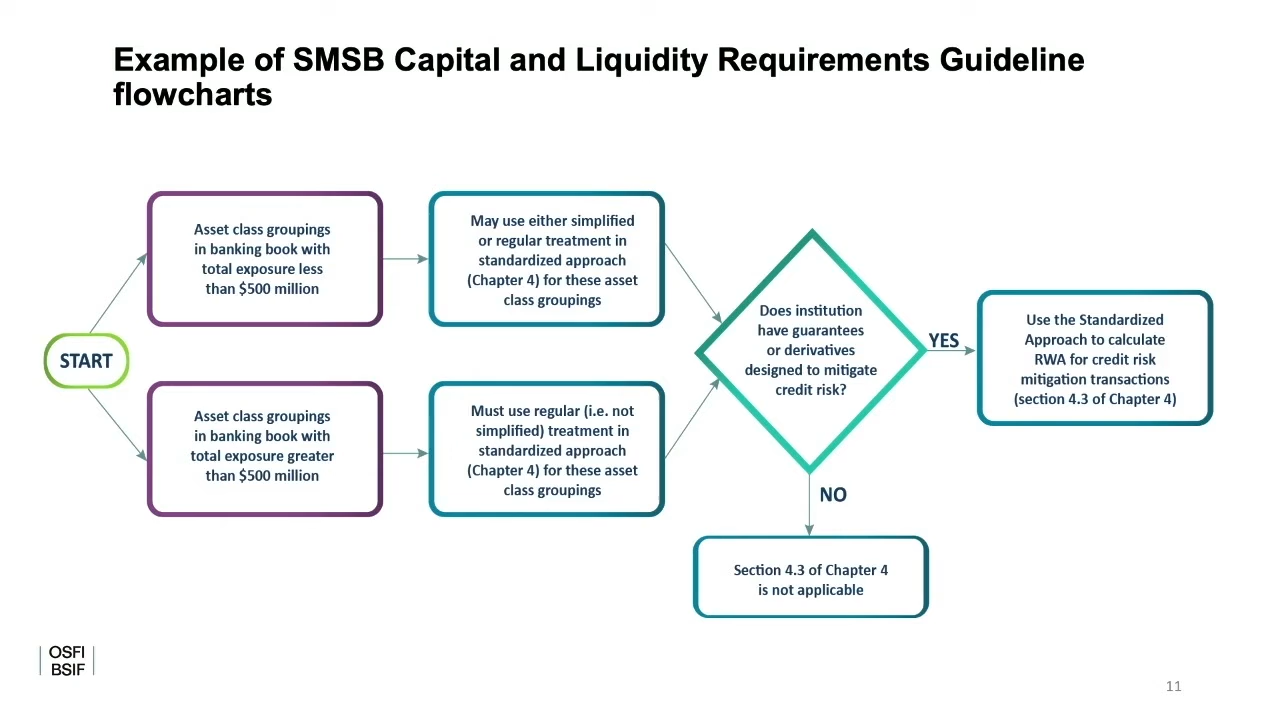 Example of SMSB Capital and Liquidity Requirements Guideline
flowcharts
START
Asset class groupings
in banking book with
total exposure less
than $500 million
May use either simplified
or regular treatment in
standardized approach
(Chapter 4) for these asset
class groupings
Asset class groupings
in banking book with
total exposure greater
than $500 million
Must use regular (i.e. not
simplified) treatment in
standardized approach
(Chapter 4) for these asset
class groupings
Does institution
have guarantees
or derivatives
designed to mitigate
credit risk?
YES
Use the Standardized
Approach to calculate
RWA for credit risk
mitigation transactions
(section 4.3 of Chapter 4)
NO
Section 4.3 of Chapter 4
is not applicable
OSFI
BSIF
11